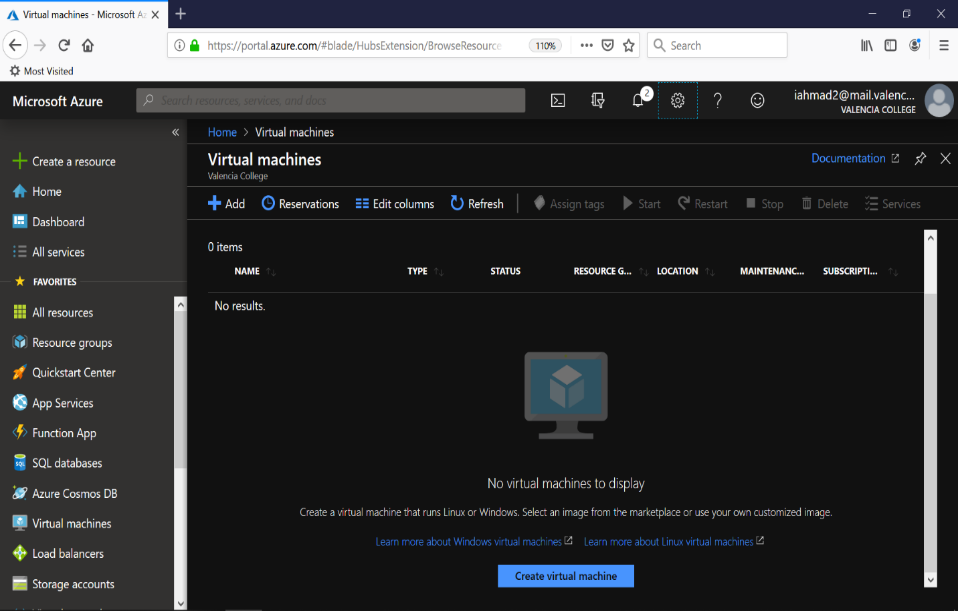 Virtual machines - Microsoft Az
https://portal.azure.com/#blade/HubsExtension/BrowseResource
110%
Search
Most Visited
Microsoft Azure
Search resources, services, and docs
2
iahmad2@mail.valenc...
VALENCIA COLLEGE
Create a resource
Home
Dashboard
All services
FAVORITES
All resources
Resource groups
Quickstart Center
App Services
Function App
SQL databases
Azure Cosmos DB
Virtual machines
Load balancers
Storage accounts
Home > Virtual machines
Virtual machines
Valencia College
Documentation
Add Reservations Edit columns Refresh Assign tags Start Restart Stop Delete Services
0 items
NAME TYPE STATUS RESOURCE G... LOCATION MAINTENANC... SUBSCRIPTI...
No results.
No virtual machines to display
Create a virtual machine that runs Linux or Windows. Select an image from the marketplace or use your own customized image.
Learn more about Windows virtual machines Learn more about Linux virtual machines
Create virtual machine